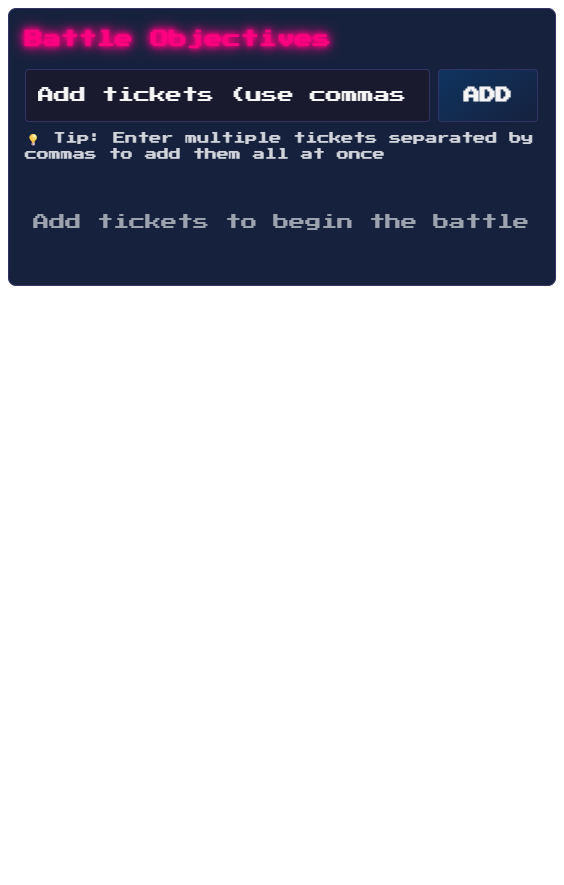 Battle Objectives
Add tickets (use commas
ADD
💡 Tip: Enter multiple tickets separated by
commas to add them all at once
Add tickets to begin the battle